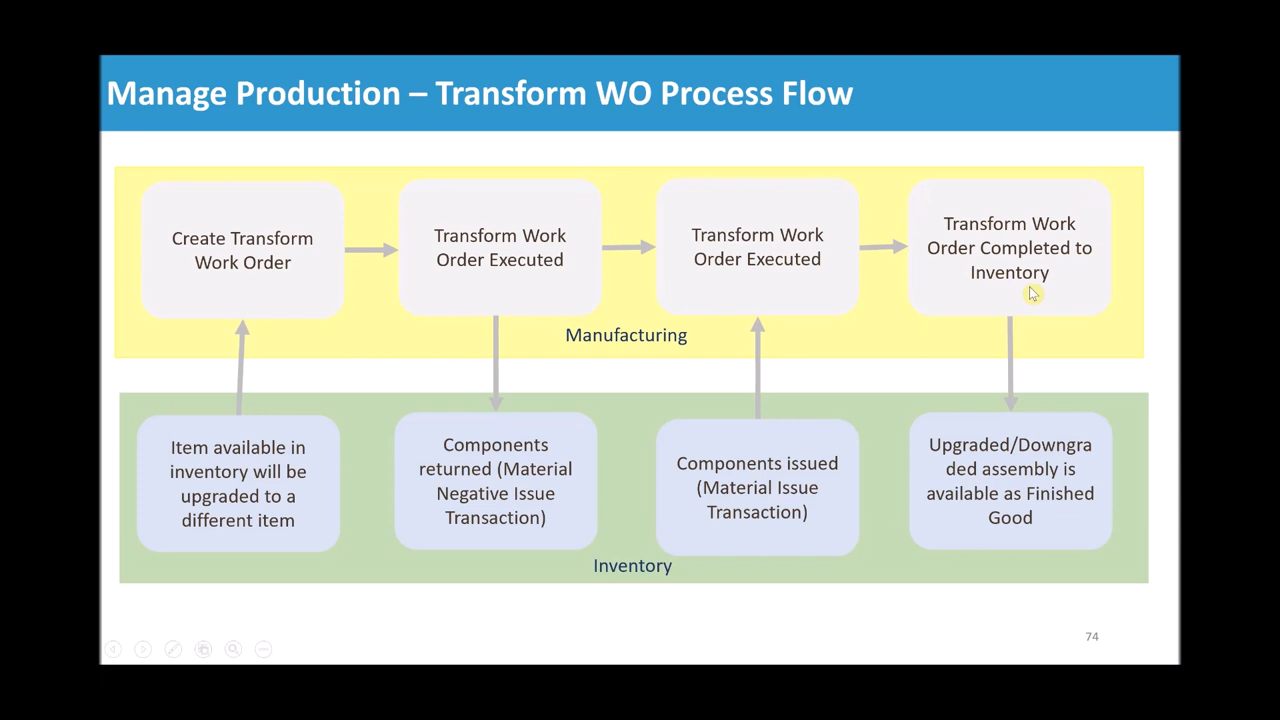 Manage Production – Transform WO Process Flow
Create Transform
Work Order
Transform Work
Order Executed
Transform Work
Order Executed
Transform Work
Order Completed to
Inventory
Manufacturing
Item available in
inventory will be
upgraded to a
different item
Components
returned (Material
Negative Issue
Transaction)
Components issued
(Material Issue
Transaction)
Upgraded/Downgra
ded assembly is
available as Finished
Good
Inventory
74